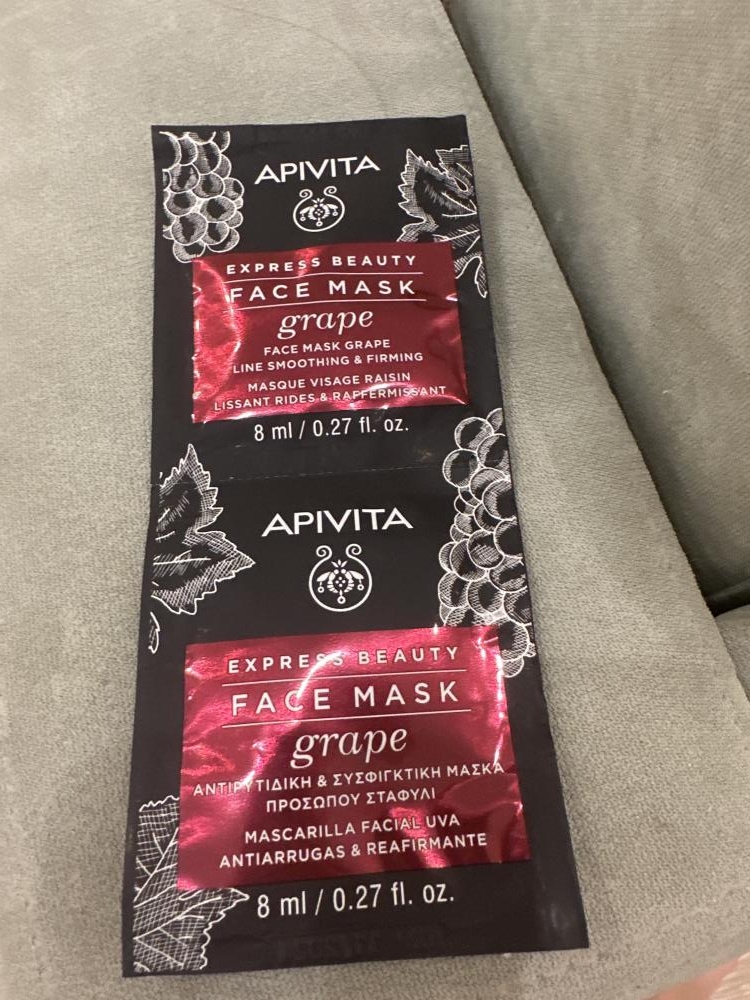 APIVITA
EXPRESS BEAUTY
FACE MASK
grape
FACE MASK GRAPE
LINE SMOOTHING & FIRMING
MASQUE VISAGE RAISIN
LISSANT RIDES & RAFFERMISSANT
8 ml / 0.27 fl. oz.
APIVITA
EXPRESS BEAUTY
FACE MASK
grape
ΑΝΤΙΡΥΤΙΔΙΚΗ & ΣΥΣΦΙΓΚΤΙΚΗ ΜΑΣΚΑ
ΠΡΟΣΩΠΟΥ ΣΤΑΦΥΛΙ
MASCARILLA FACIAL UVA
ANTIARRUGAS & REAFIRMANTE
8 ml / 0.27 fl. oz.